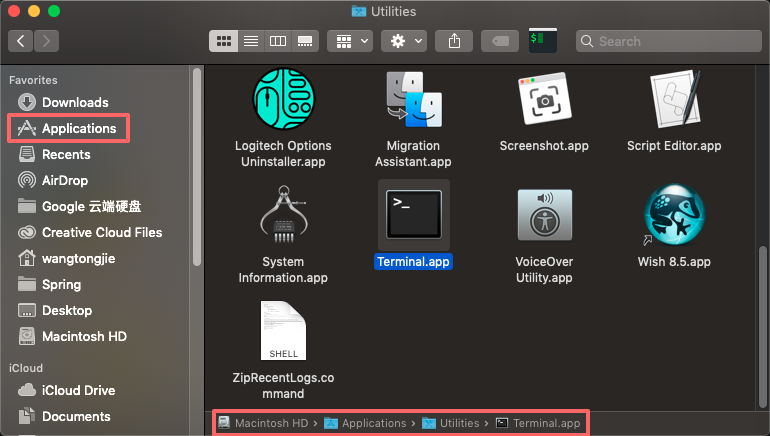 Utilities
Search
Favorites
Downloads
Applications
Recents
AirDrop
Google 云端硬盘
Creative Cloud Files
wangtongjie
Spring
Desktop
Macintosh HD
iCloud
iCloud Drive
Documents
Logitech Options
Uninstaller.app
Migration
Assistant.app
Screenshot.app
Script Editor.app
System
Information.app
>_
Terminal.app
VoiceOver
Utility.app
Wish 8.5.app
SHELL
ZipRecentLogs.co
mmand
Macintosh HD › Applications › Utilities › Terminal.app